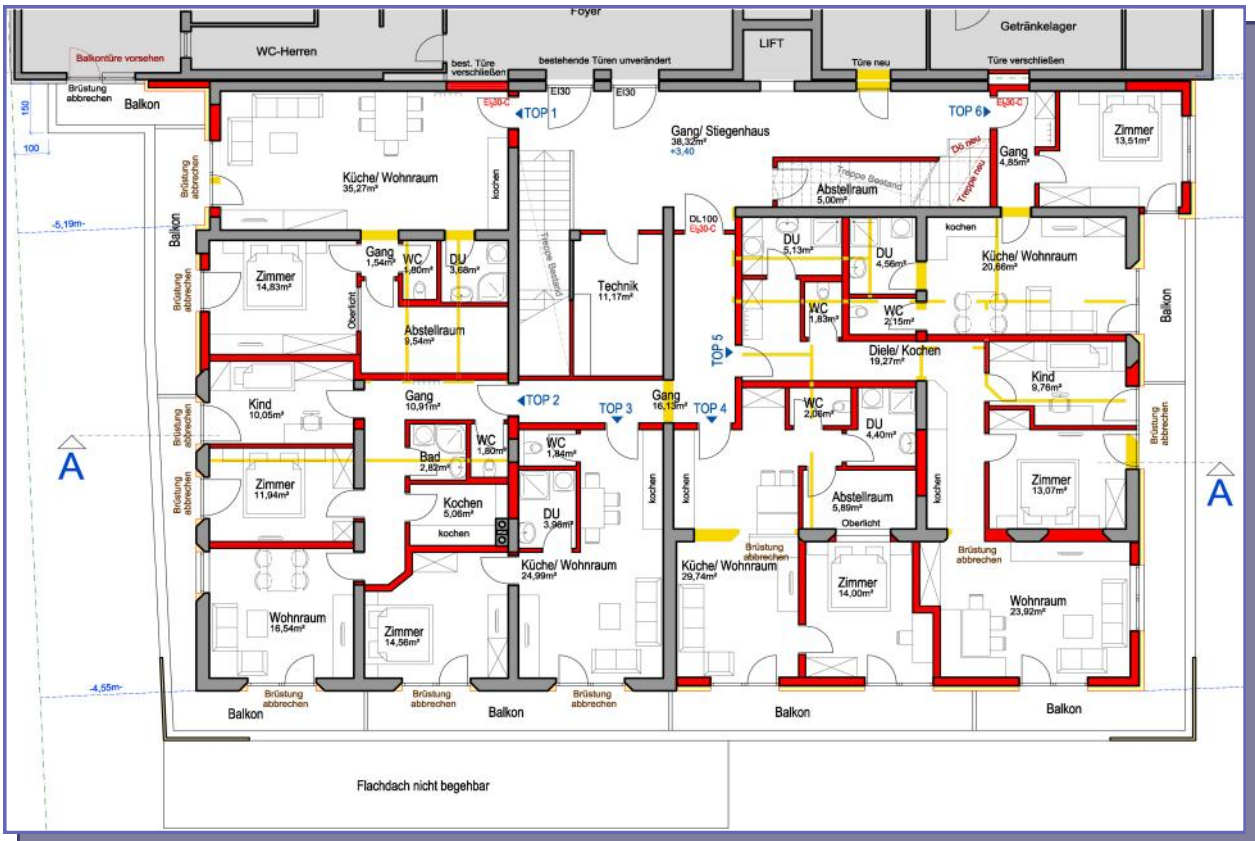 Foyer
Getränkelager
WC-Herren
LIFT
Balkontüre vorsehen
best. Türe
verschließen
bestehende Türen unverändert
Türe neu
Türe verschließen
Brüstung
abbrechen
Balkon
EI30
EI30
EI₂30-C
TOP 1
TOP 6
EI₂30-C
150
100
Gang/ Stiegenhaus
38,32m²
+3,40
Dö neu
Treppe neu
Treppe Bestand
Abstellraum
5,00m²
Gang
4,85m²
Zimmer
13,51m²
Küche/ Wohnraum
35,27m²
kochen
Brüstung
abbrechen
Balkon
-5,19m-
DL100
EI₂30-C
Treppe Bestand
Technik
11,17m²
Zimmer
14,83m²
Oberlicht
Gang
1,54m²
WC
1,80m²
DU
3,68m²
Abstellraum
9,54m²
Brüstung
abbrechen
DU
5,13m²
DU
4,56m²
WC
1,83m²
WC
2,15m²
kochen
Küche/ Wohnraum
20,66m²
Balkon
TOP 5
Diele/ Kochen
19,27m²
Kind
9,76m²
Kind
10,05m²
Gang
10,91m²
TOP 2
TOP 3
Gang
16,13m²
TOP 4
Brüstung
abbrechen
Brüstung
abbrechen
Bad
2,82m²
WC
1,60m²
WC
1,84m²
WC
2,06m²
DU
4,40m²
A
A
Zimmer
11,94m²
Brüstung
abbrechen
Kochen
5,06m²
kochen
DU
3,96m²
kochen
kochen
Abstellraum
5,89m²
Oberlicht
kochen
Zimmer
13,07m²
Küche/ Wohnraum
24,99m²
Küche/ Wohnraum
29,74m²
Brüstung
abbrechen
Brüstung
abbrechen
Zimmer
14,00m²
Wohnraum
23,92m²
Wohnraum
16,54m²
Zimmer
14,56m²
-4,55m-
Brüstung
abbrechen
Brüstung
abbrechen
Brüstung
abbrechen
Balkon
Balkon
Balkon
Balkon
Flachdach nicht begehbar